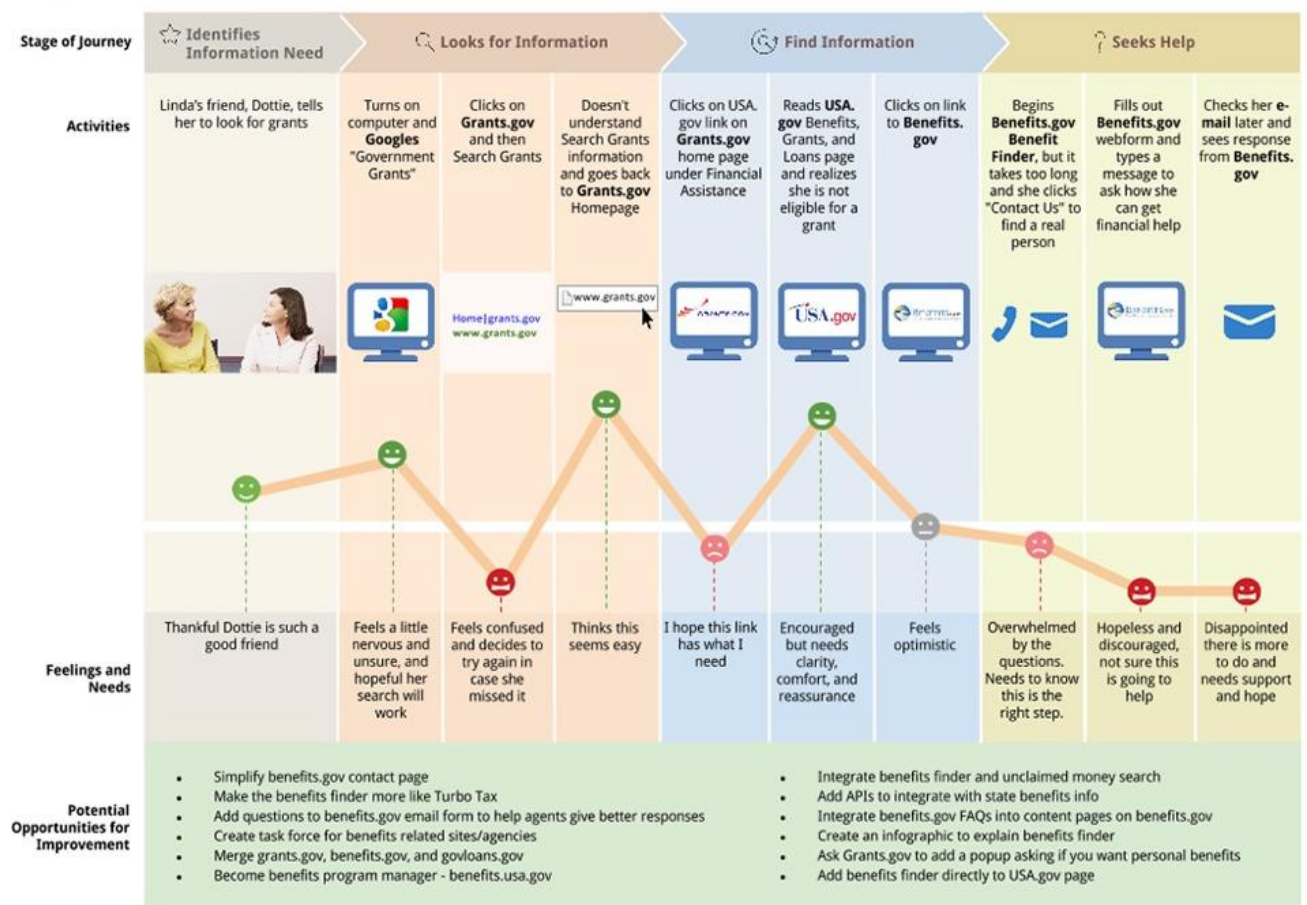 Stage of Journey
Identifies
Information Need
Looks for Information
Find Information
Seeks Help
Activities
Linda's friend, Dottie, tells
her to look for grants
Turns on
computer and
Googles
"Government
Grants"
Clicks on
Grants.gov
and then
Search Grants
Doesn't
understand
Search Grants
information
and goes back
to Grants.gov
Homepage
Clicks on USA.
gov link on
Grants.gov
home page
under Financial
Assistance
Reads USA.
gov Benefits,
Grants, and
Loans page
and realizes
she is not
eligible for a
grant
Clicks on link
to Benefits.
gov
Begins
Benefits.gov
Benefit
Finder, but it
takes too long
and she clicks
"Contact Us" to
find a real
person
Fills out
Benefits.gov
webform and
types a
message to
ask how she
can get
financial help
Checks her e-
mail later and
sees response
from Benefits.
gov
Home|grants.gov
www.grants.gov
www.grants.gov
GRANTS.GOV
USA.gov
Feelings and
Needs
Thankful Dottie is such a
good friend
Feels a little
nervous and
unsure, and
hopeful her
search will
work
Feels confused
and decides to
try again in
case she
missed it
Thinks this
seems easy
I hope this link
has what I
need
Encouraged
but needs
clarity,
comfort, and
reassurance
Feels
optimistic
Overwhelmed
by the
questions.
Needs to know
this is the
right step.
Hopeless and
discouraged,
not sure this
is going to
help
Disappointed
there is more
to do and
needs support
and hope
Potential
Opportunities for
Improvement
• Simplify benefits.gov contact page
• Make the benefits finder more like Turbo Tax
• Add questions to benefits.gov email form to help agents give better responses
• Create task force for benefits related sites/agencies
• Merge grants.gov, benefits.gov, and govloans.gov
• Become benefits program manager - benefits.usa.gov
• Integrate benefits finder and unclaimed money search
• Add APIs to integrate with state benefits info
• Integrate benefits.gov FAQs into content pages on benefits.gov
• Create an infographic to explain benefits finder
• Ask Grants.gov to add a popup asking if you want personal benefits
• Add benefits finder directly to USA.gov page